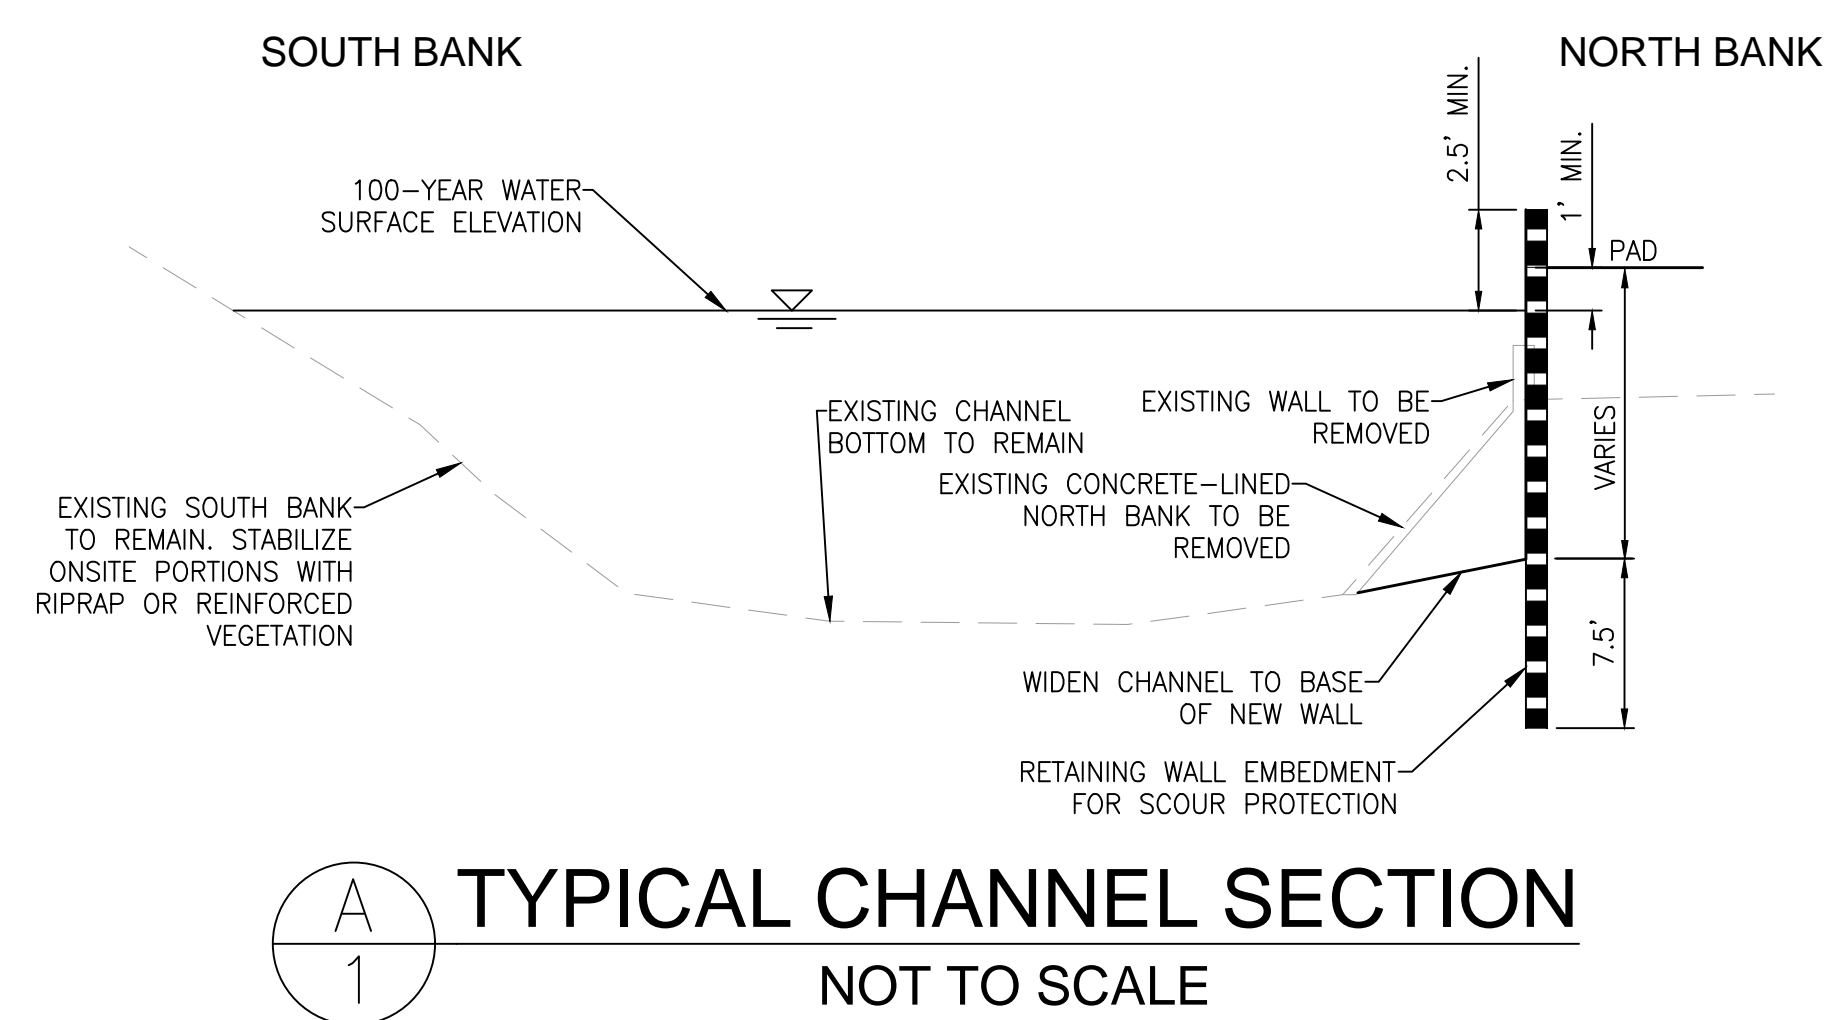 SOUTH BANK
NORTH BANK
2.5' MIN.
1' MIN.
100-YEAR WATER
SURFACE ELEVATION
PAD
EXISTING CHANNEL
BOTTOM TO REMAIN
EXISTING WALL TO BE
REMOVED
VARIES
EXISTING CONCRETE-LINED
NORTH BANK TO BE
REMOVED
EXISTING SOUTH BANK
TO REMAIN. STABILIZE
ONSITE PORTIONS WITH
RIPRAP OR REINFORCED
VEGETATION
7.5'
WIDEN CHANNEL TO BASE
OF NEW WALL
RETAINING WALL EMBEDMENT
FOR SCOUR PROTECTION
A
1
TYPICAL CHANNEL SECTION
NOT TO SCALE